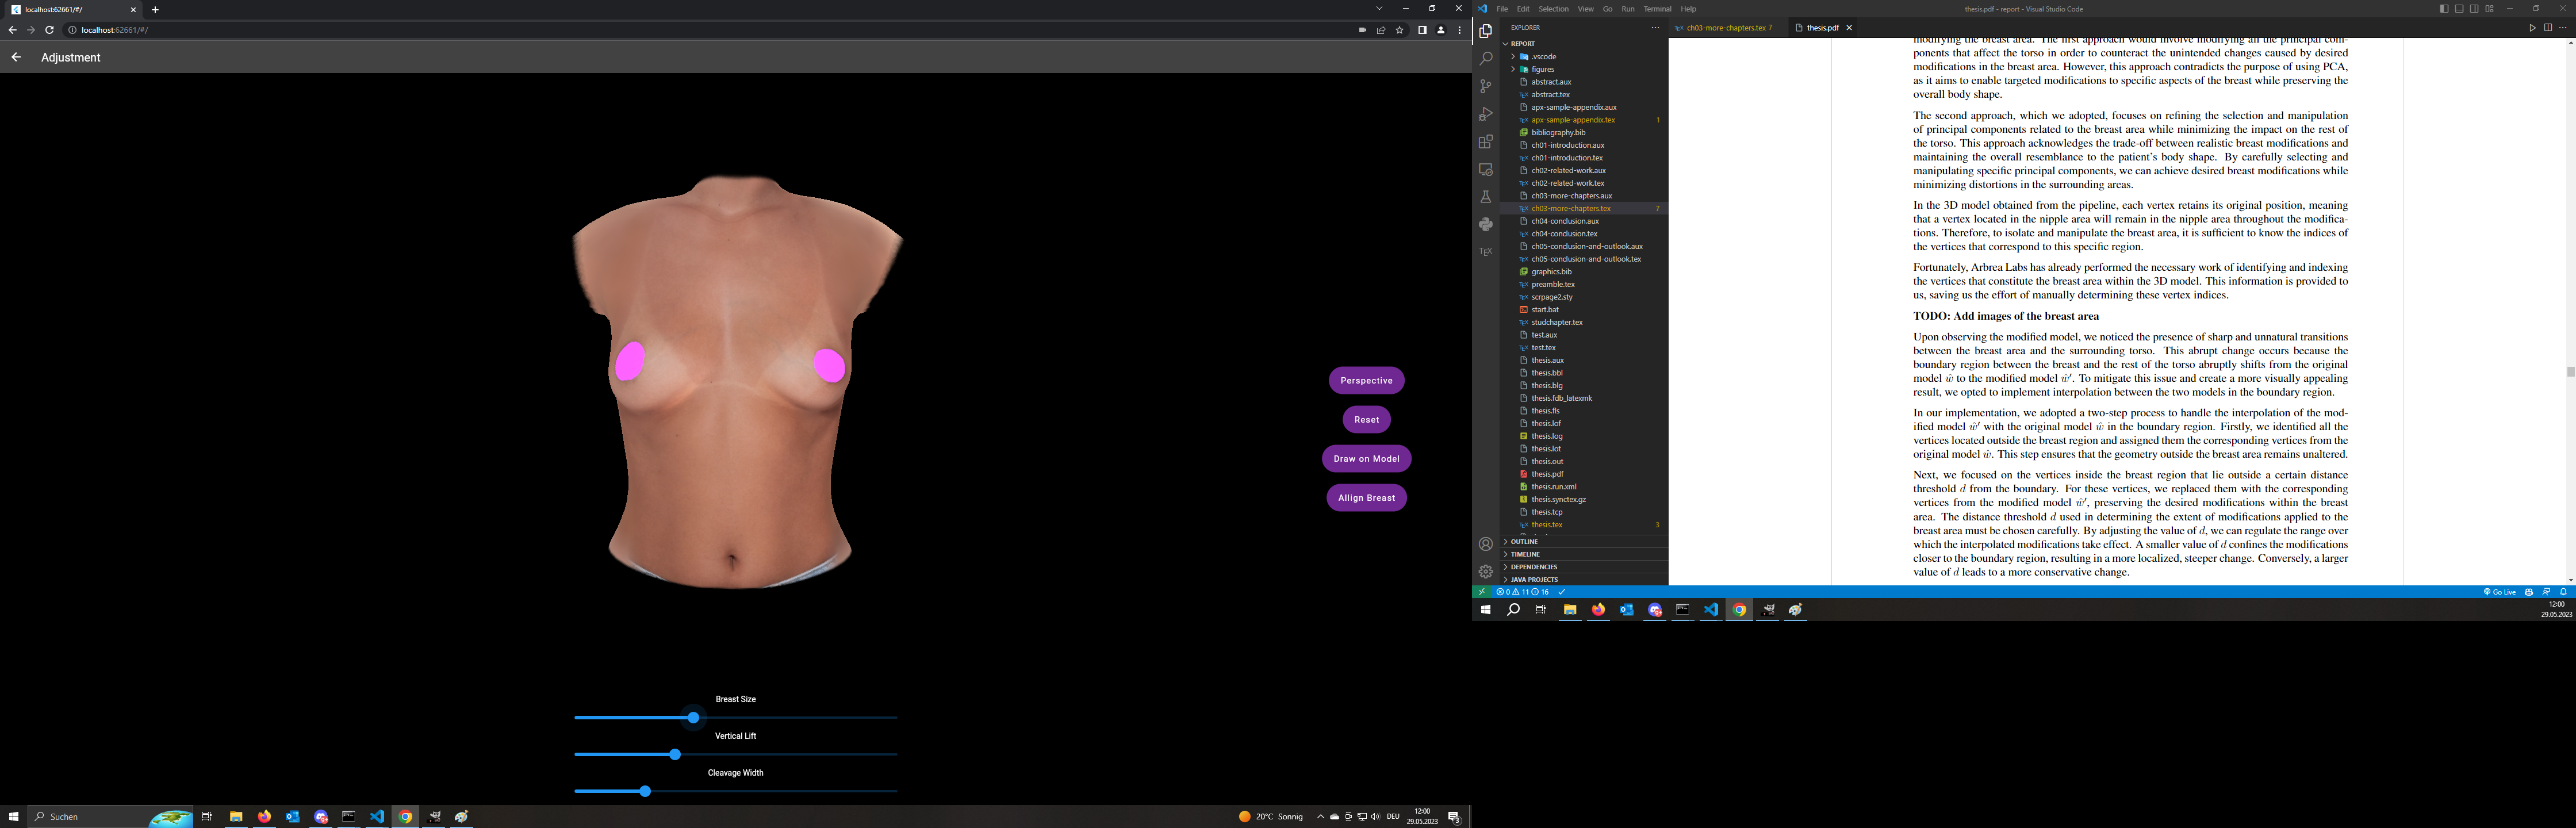 localhost:62661/#/
localhost:62661/#/
Adjustment
Perspective
Reset
Draw on Model
Allign Breast
Breast Size
Vertical Lift
Cleavage Width
Suchen
20°C Sonnig
DEU
12:00
29.05.2023
3
File Edit Selection View Go Run Terminal Help
thesis.pdf - report - Visual Studio Code
EXPLORER
ch03-more-chapters.tex 7
thesis.pdf
REPORT
.vscode
figures
abstract.aux
abstract.tex
apx-sample-appendix.aux
apx-sample-appendix.tex 1
bibliography.bib
ch01-introduction.aux
ch01-introduction.tex
ch02-related-work.aux
ch02-related-work.tex
ch03-more-chapters.aux
ch03-more-chapters.tex 7
ch04-conclusion.aux
ch04-conclusion.tex
ch05-conclusion-and-outlook.aux
ch05-conclusion-and-outlook.tex
graphics.bib
preamble.tex
scrpage2.sty
start.bat
studchapter.tex
test.aux
test.tex
thesis.aux
thesis.bbl
thesis.blg
thesis.fdb_latexmk
thesis.fls
thesis.lof
thesis.log
thesis.lot
thesis.out
thesis.pdf
thesis.run.xml
thesis.synctex.gz
thesis.tcp
thesis.tex 3
OUTLINE
TIMELINE
DEPENDENCIES
JAVA PROJECTS
modifying the breast area. The first approach would involve modifying all the principal com-
ponents that affect the torso in order to counteract the unintended changes caused by desired
modifications in the breast area. However, this approach contradicts the purpose of using PCA,
as it aims to enable targeted modifications to specific aspects of the breast while preserving the
overall body shape.
The second approach, which we adopted, focuses on refining the selection and manipulation
of principal components related to the breast area while minimizing the impact on the rest of
the torso. This approach acknowledges the trade-off between realistic breast modifications and
maintaining the overall resemblance to the patient's body shape. By carefully selecting and
manipulating specific principal components, we can achieve desired breast modifications while
minimizing distortions in the surrounding areas.
In the 3D model obtained from the pipeline, each vertex retains its original position, meaning
that a vertex located in the nipple area will remain in the nipple area throughout the modifica-
tions. Therefore, to isolate and manipulate the breast area, it is sufficient to know the indices of
the vertices that correspond to this specific region.
Fortunately, Arbrea Labs has already performed the necessary work of identifying and indexing
the vertices that constitute the breast area within the 3D model. This information is provided to
us, saving us the effort of manually determining these vertex indices.
TODO: Add images of the breast area
Upon observing the modified model, we noticed the presence of sharp and unnatural transitions
between the breast area and the surrounding torso. This abrupt change occurs because the
boundary region between the breast and the rest of the torso abruptly shifts from the original
model ŵ to the modified model ŵ′. To mitigate this issue and create a more visually appealing
result, we opted to implement interpolation between the two models in the boundary region.
In our implementation, we adopted a two-step process to handle the interpolation of the mod-
ified model ŵ′ with the original model ŵ in the boundary region. Firstly, we identified all the
vertices located outside the breast region and assigned them the corresponding vertices from the
original model ŵ. This step ensures that the geometry outside the breast area remains unaltered.
Next, we focused on the vertices inside the breast region that lie outside a certain distance
threshold d from the boundary. For these vertices, we replaced them with the corresponding
vertices from the modified model ŵ′, preserving the desired modifications within the breast
area. The distance threshold d used in determining the extent of modifications applied to the
breast area must be chosen carefully. By adjusting the value of d, we can regulate the range over
which the interpolated modifications take effect. A smaller value of d confines the modifications
closer to the boundary region, resulting in a more localized, steeper change. Conversely, a larger
value of d leads to a more conservative change.
0 11 16
Go Live
12:00
29.05.2023